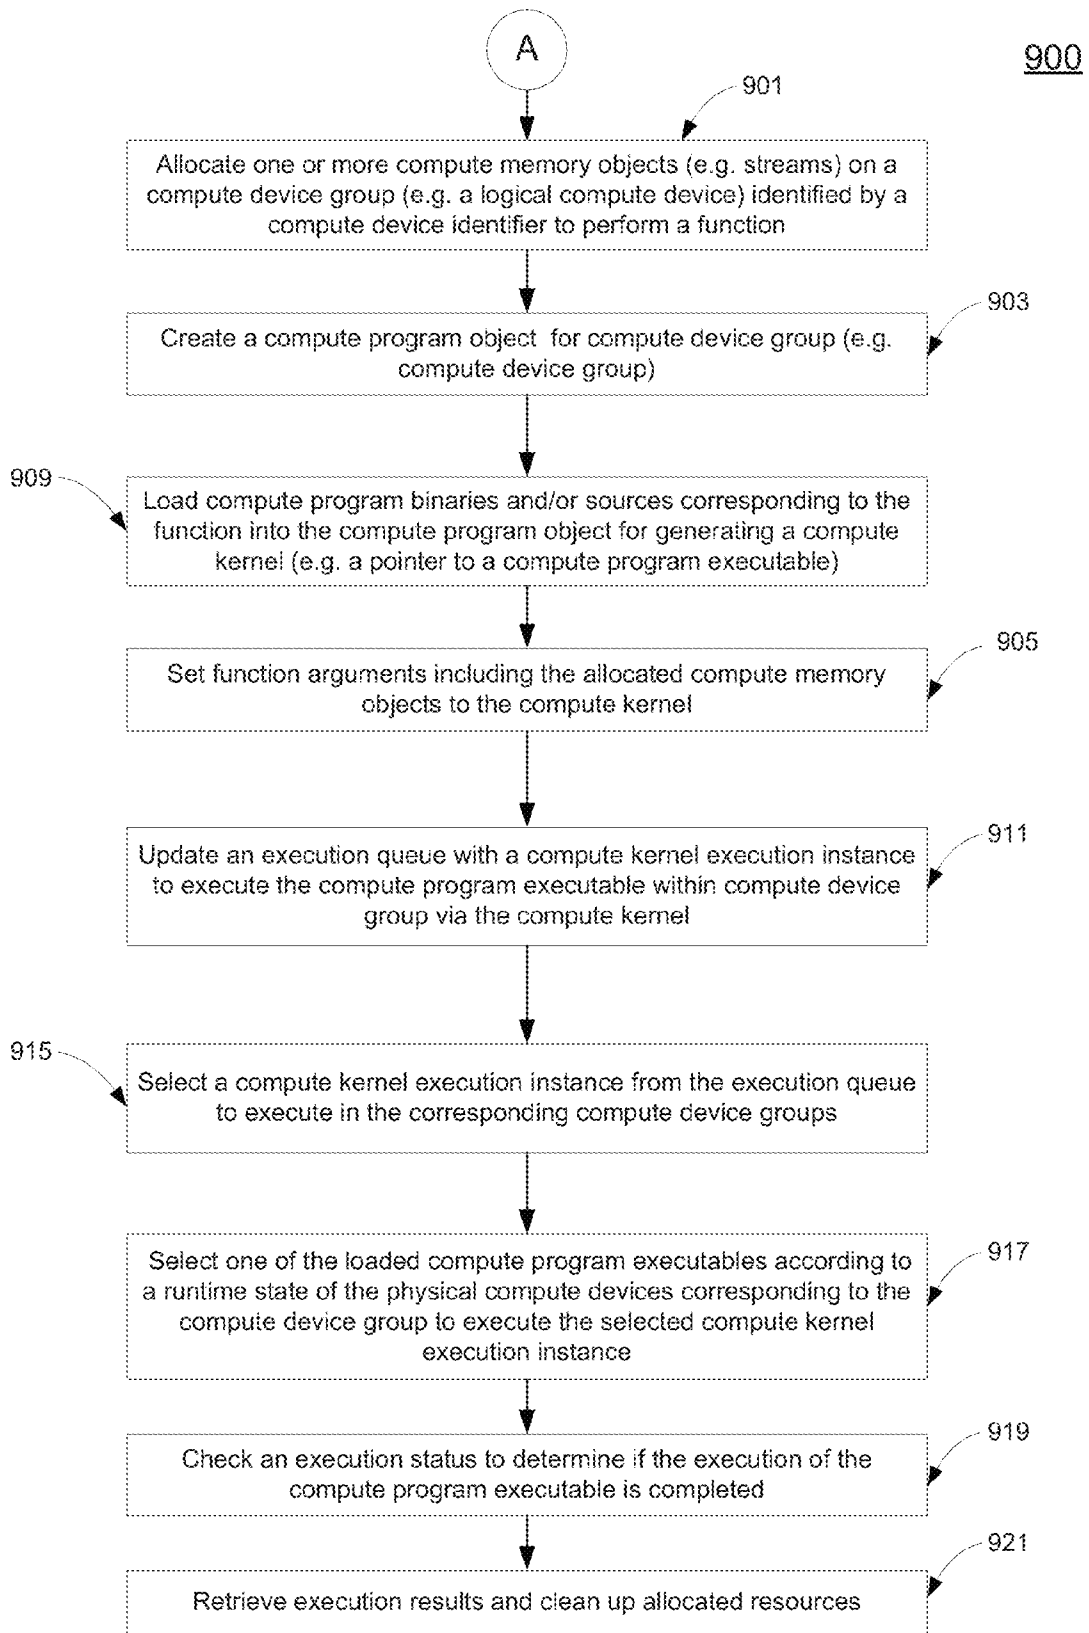 A
900
901
Allocate one or more compute memory objects (e.g. streams) on a
compute device group (e.g. a logical compute device) identified by a
compute device identifier to perform a function
903
Create a compute program object for compute device group (e.g.
compute device group)
909
Load compute program binaries and/or sources corresponding to the
function into the compute program object for generating a compute
kernel (e.g. a pointer to a compute program executable)
905
Set function arguments including the allocated compute memory
objects to the compute kernel
911
Update an execution queue with a compute kernel execution instance
to execute the compute program executable within compute device
group via the compute kernel
915
Select a compute kernel execution instance from the execution queue
to execute in the corresponding compute device groups
917
Select one of the loaded compute program executables according to
a runtime state of the physical compute devices corresponding to the
compute device group to execute the selected compute kernel
execution instance
919
Check an execution status to determine if the execution of the
compute program executable is completed
921
Retrieve execution results and clean up allocated resources